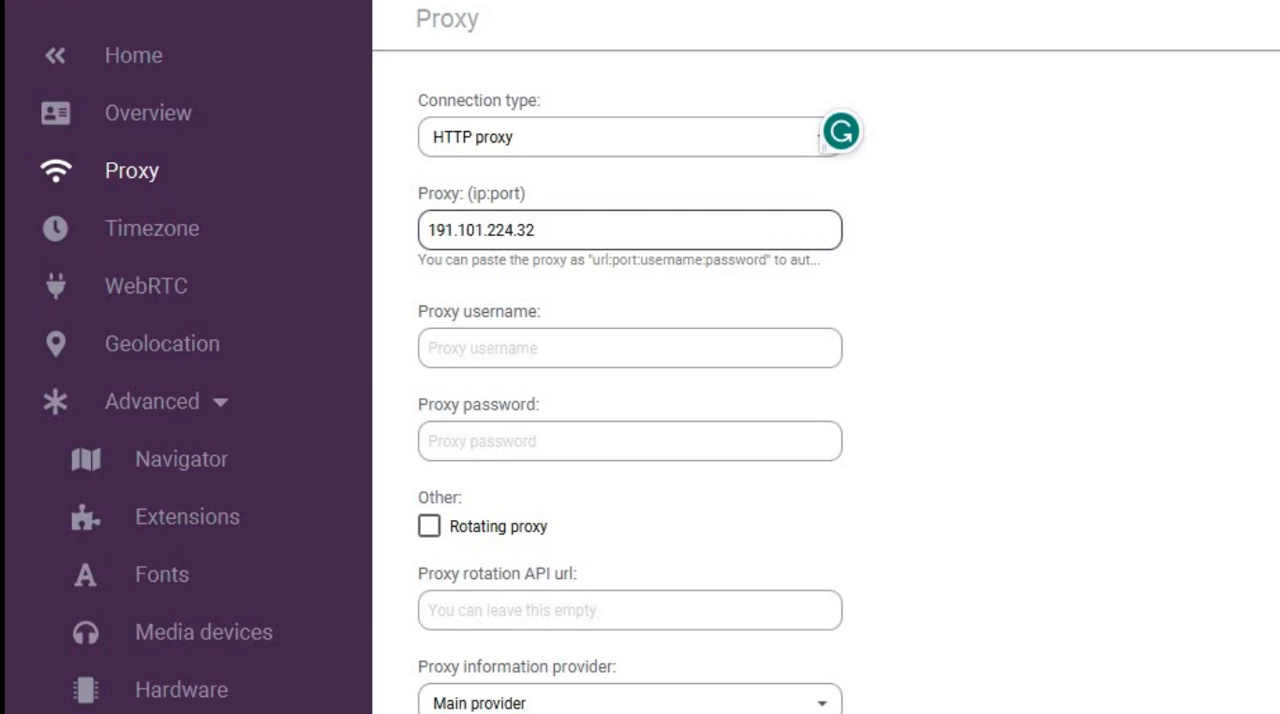 Home
Overview
Proxy
Timezone
WebRTC
Geolocation
Advanced
Navigator
Extensions
Fonts
Media devices
Hardware
Proxy
Connection type:
HTTP proxy
Proxy: (ip:port)
191.101.224.32
You can paste the proxy as "url:port:username:password" to aut...
Proxy username:
Proxy username
Proxy password:
Proxy password
Other:
Rotating proxy
Proxy rotation API url:
You can leave this empty
Proxy information provider:
Main provider